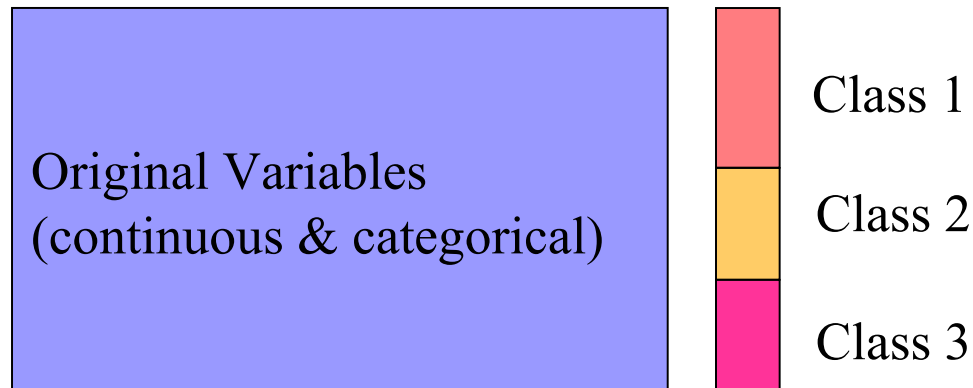 Original Variables
(continuous & categorical)
Class 1
Class 2
Class 3